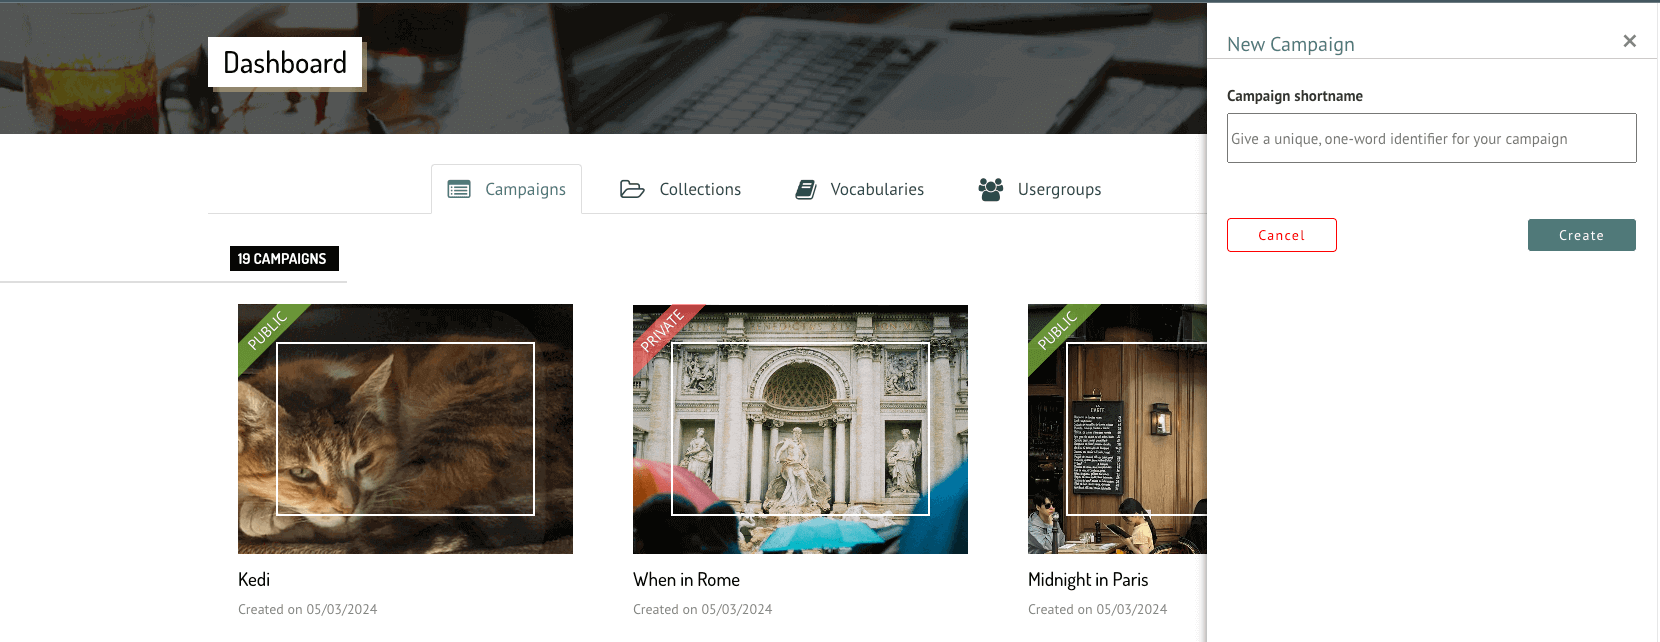 Dashboard
New Campaign
Campaign shortname
Give a unique, one-word identifier for your campaign
Cancel
Create
Campaigns
Collections
Vocabularies
Usergroups
19 CAMPAIGNS
PUBLIC
PRIVATE
PUBLIC
CAFE
Kedi
When in Rome
Midnight in Paris
Created on 05/03/2024
Created on 05/03/2024
Created on 05/03/2024